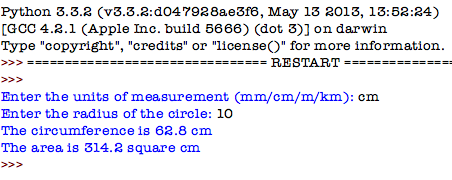 Python 3.3.2 (v3.3.2:d047928ae3f6, May 13 2013, 13:52:24)
[GCC 4.2.1 (Apple Inc. build 5666) (dot 3)] on darwin
Type "copyright", "credits" or "license()" for more information.
>>> ================================ RESTART ===============
>>>
Enter the units of measurement (mm/cm/m/km): cm
Enter the radius of the circle: 10
The circumference is 62.8 cm
The area is 314.2 square cm
>>>